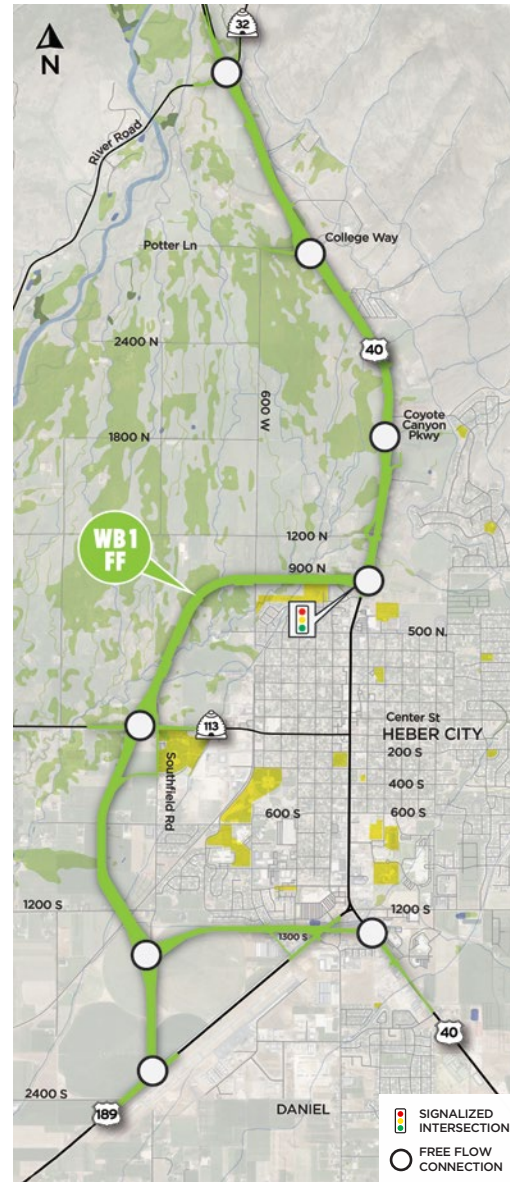 32
N
River Road
Potter Ln
College Way
2400 N
40
600 W
Coyote
Canyon
Pkwy
1800 N
WB1
FF
1200 N
900 N
500 N.
113
Center St
HEBER CITY
200 S
Southfield Rd
400 S
600 S
600 S
1200 S
1200 S
1300 S
40
2400 S
189
DANIEL
SIGNALIZED
INTERSECTION
FREE FLOW
CONNECTION